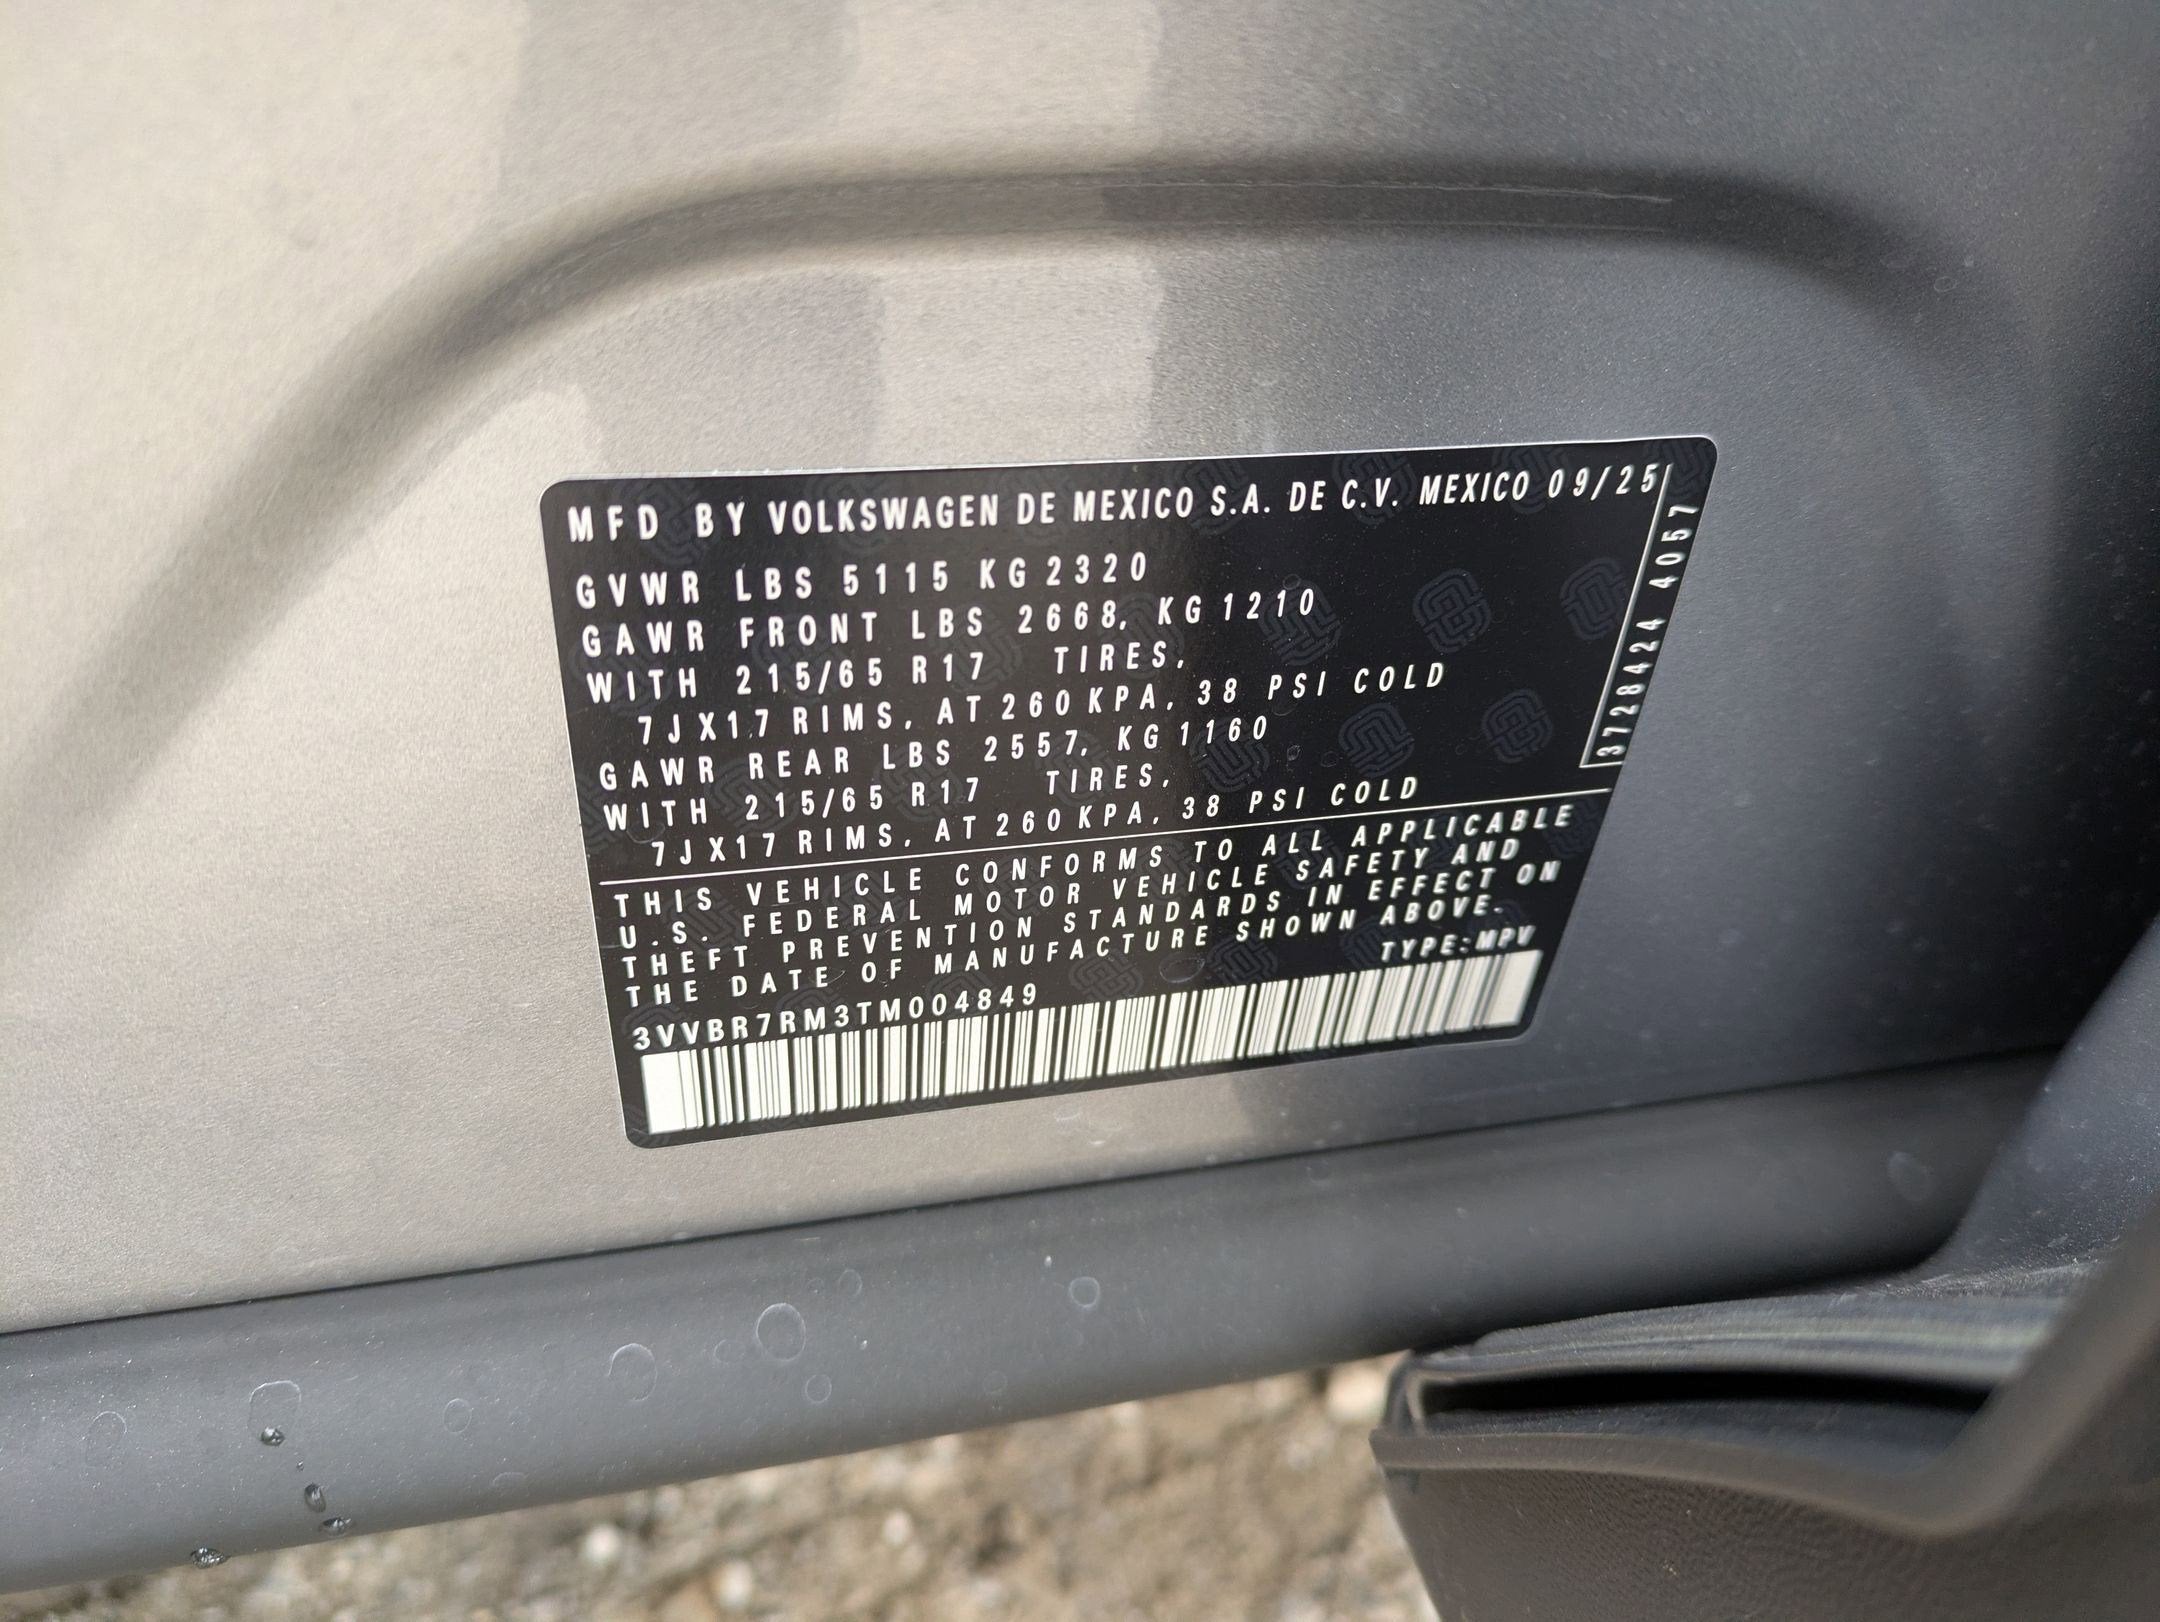 MFD BY VOLKSWAGEN DE MEXICO S.A. DE C.V. MEXICO 09/25
GVWR LBS 5115 KG 2320
GAWR FRONT LBS 2668, KG 1210
WITH 215/65 R17 TIRES,
7J X17 RIMS, AT 260 KPA, 38 PSI COLD
GAWR REAR LBS 2557, KG 1160
WITH 215/65 R17 TIRES,
7J X17 RIMS, AT 260 KPA, 38 PSI COLD
3728424 4057
THIS VEHICLE CONFORMS TO ALL APPLICABLE
U.S. FEDERAL MOTOR VEHICLE SAFETY AND
THEFT PREVENTION STANDARDS IN EFFECT ON
THE DATE OF MANUFACTURE SHOWN ABOVE.
TYPE:MPV
3VVBR7RM3TM004849